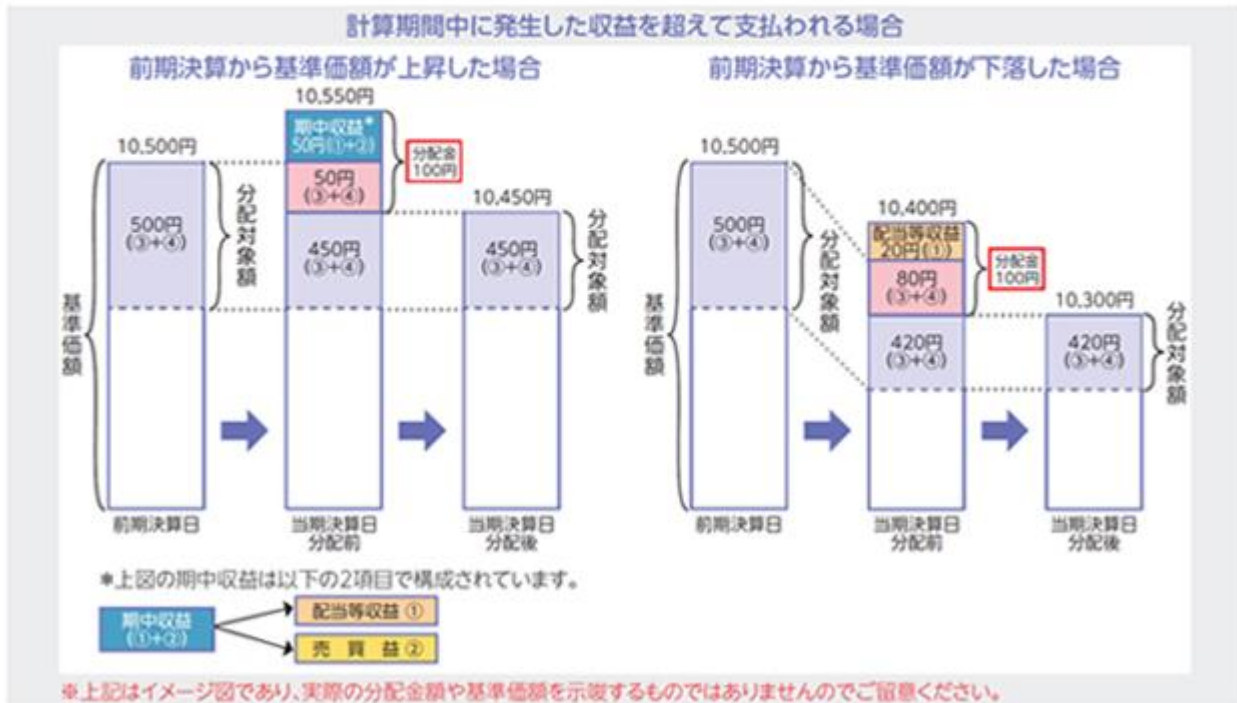 計算期間中に発生した収益を超えて支払われる場合
前期決算から基準価額が上昇した場合
10,550円
期中収益*
50円(①+②)
10,500円
分配金
100円
50円
(③+④)
500円
(③+④)
分配対象額
10,450円
450円
(③+④)
450円
(③+④)
分配対象額
基準価額
前期決算日
当期決算日
分配前
当期決算日
分配後
前期決算から基準価額が下落した場合
10,500円
500円
(③+④)
分配対象額
10,400円
配当等収益
20円(①)
分配金
100円
80円
(③+④)
10,300円
420円
(③+④)
420円
(③+④)
分配対象額
基準価額
前期決算日
当期決算日
分配前
当期決算日
分配後
*上図の期中収益は以下の2項目で構成されています。
期中収益
(①+②)
配当等収益 ①
売 買 益 ②
※上記はイメージ図であり、実際の分配金額や基準価額を示唆するものではありませんのでご留意ください。